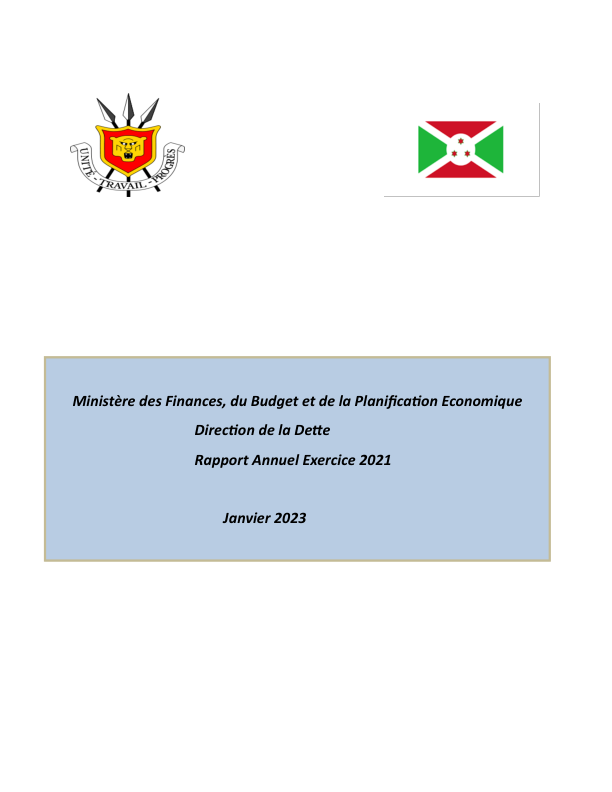 UNITE - TRAVAIL - PROGRES
Ministère des Finances, du Budget et de la Planification Economique
Direction de la Dette
Rapport Annuel Exercice 2021
Janvier 2023